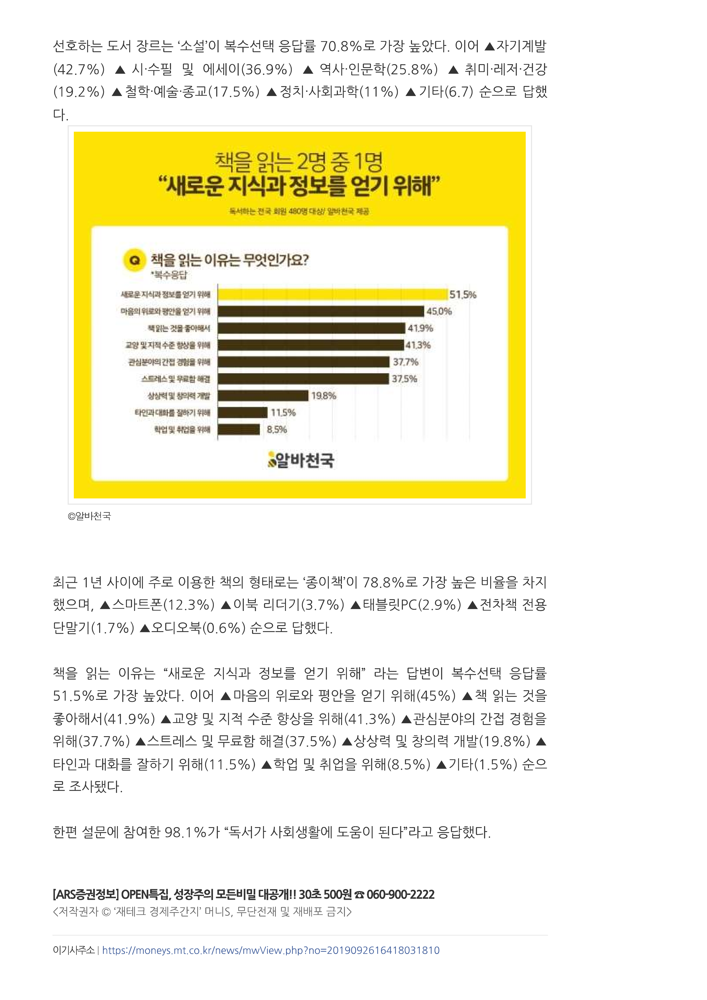 선호하는 도서 장르는 ‘소설’이 복수선택 응답률 70.8%로 가장 높았다. 이어 ▲자기계발
(42.7%) ▲ 시·수필 및 에세이(36.9%) ▲ 역사·인문학(25.8%) ▲ 취미·레저·건강
(19.2%) ▲철학·예술·종교(17.5%) ▲정치·사회과학(11%) ▲기타(6.7) 순으로 답했
다.
책을 읽는 2명 중 1명
“새로운 지식과 정보를 얻기 위해”
독서하는 전국 회원 480명 대상/ 알바천국 제공
Q 책을 읽는 이유는 무엇인가요?
*복수응답
새로운 지식과 정보를 얻기 위해 51.5%
마음의 위로와 평안을 얻기 위해 45.0%
책 읽는 것을 좋아해서 41.9%
교양 및 지적 수준 향상을 위해 41.3%
관심분야의 간접 경험을 위해 37.7%
스트레스 및 무료함 해결 37.5%
상상력 및 창의력 개발 19.8%
타인과 대화를 잘하기 위해 11.5%
학업 및 취업을 위해 8.5%
알바천국
©알바천국
최근 1년 사이에 주로 이용한 책의 형태로는 ‘종이책’이 78.8%로 가장 높은 비율을 차지
했으며, ▲스마트폰(12.3%) ▲이북 리더기(3.7%) ▲태블릿PC(2.9%) ▲전차책 전용
단말기(1.7%) ▲오디오북(0.6%) 순으로 답했다.
책을 읽는 이유는 “새로운 지식과 정보를 얻기 위해” 라는 답변이 복수선택 응답률
51.5%로 가장 높았다. 이어 ▲마음의 위로와 평안을 얻기 위해(45%) ▲책 읽는 것을
좋아해서(41.9%) ▲교양 및 지적 수준 향상을 위해(41.3%) ▲관심분야의 간접 경험을
위해(37.7%) ▲스트레스 및 무료함 해결(37.5%) ▲상상력 및 창의력 개발(19.8%) ▲
타인과 대화를 잘하기 위해(11.5%) ▲학업 및 취업을 위해(8.5%) ▲기타(1.5%) 순으
로 조사됐다.
한편 설문에 참여한 98.1%가 “독서가 사회생활에 도움이 된다”라고 응답했다.
[ARS증권정보] OPEN특집, 성장주의 모든비밀 대공개!! 30초 500원 ☎ 060-900-2222
<저작권자 © ‘재테크 경제주간지’ 머니S, 무단전재 및 재배포 금지>
이기사주소 | https://moneys.mt.co.kr/news/mwView.php?no=2019092616418031810